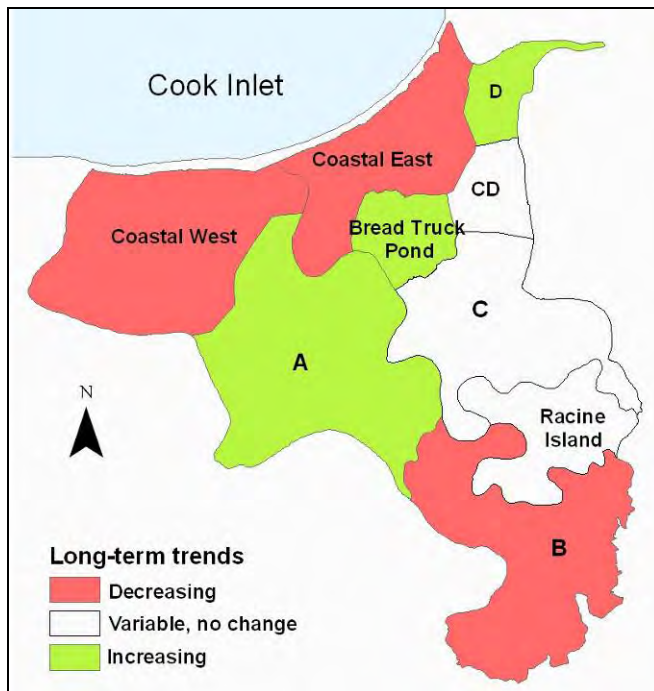 Cook Inlet
D
Coastal East
CD
Coastal West
Bread Truck
Pond
C
A
N
Racine
Island
B
Long-term trends
Decreasing
Variable, no change
Increasing